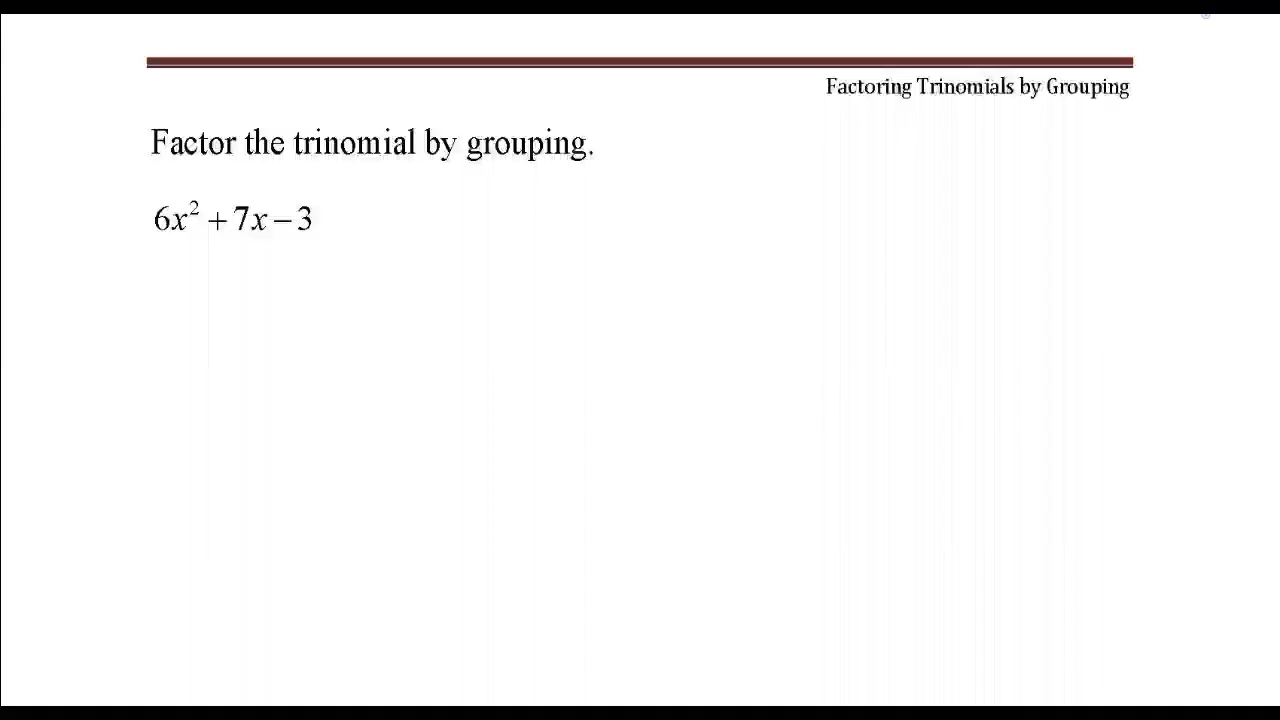 Factoring Trinomials by Grouping
Factor the trinomial by grouping.
6x² + 7x − 3